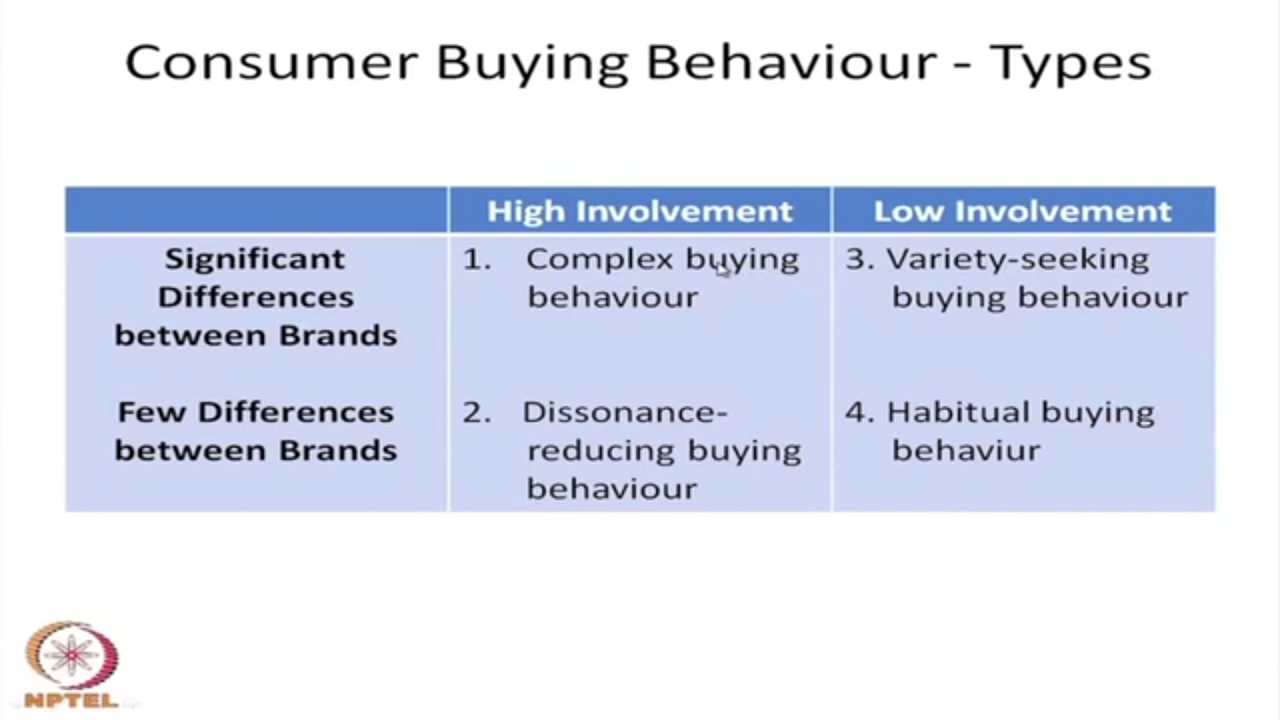 Consumer Buying Behaviour - Types
High Involvement
Low Involvement
Significant
Differences
between Brands
1. Complex buying
behaviour
3. Variety-seeking
buying behaviour
Few Differences
between Brands
2. Dissonance-
reducing buying
behaviour
4. Habitual buying
behaviur
NPTEL